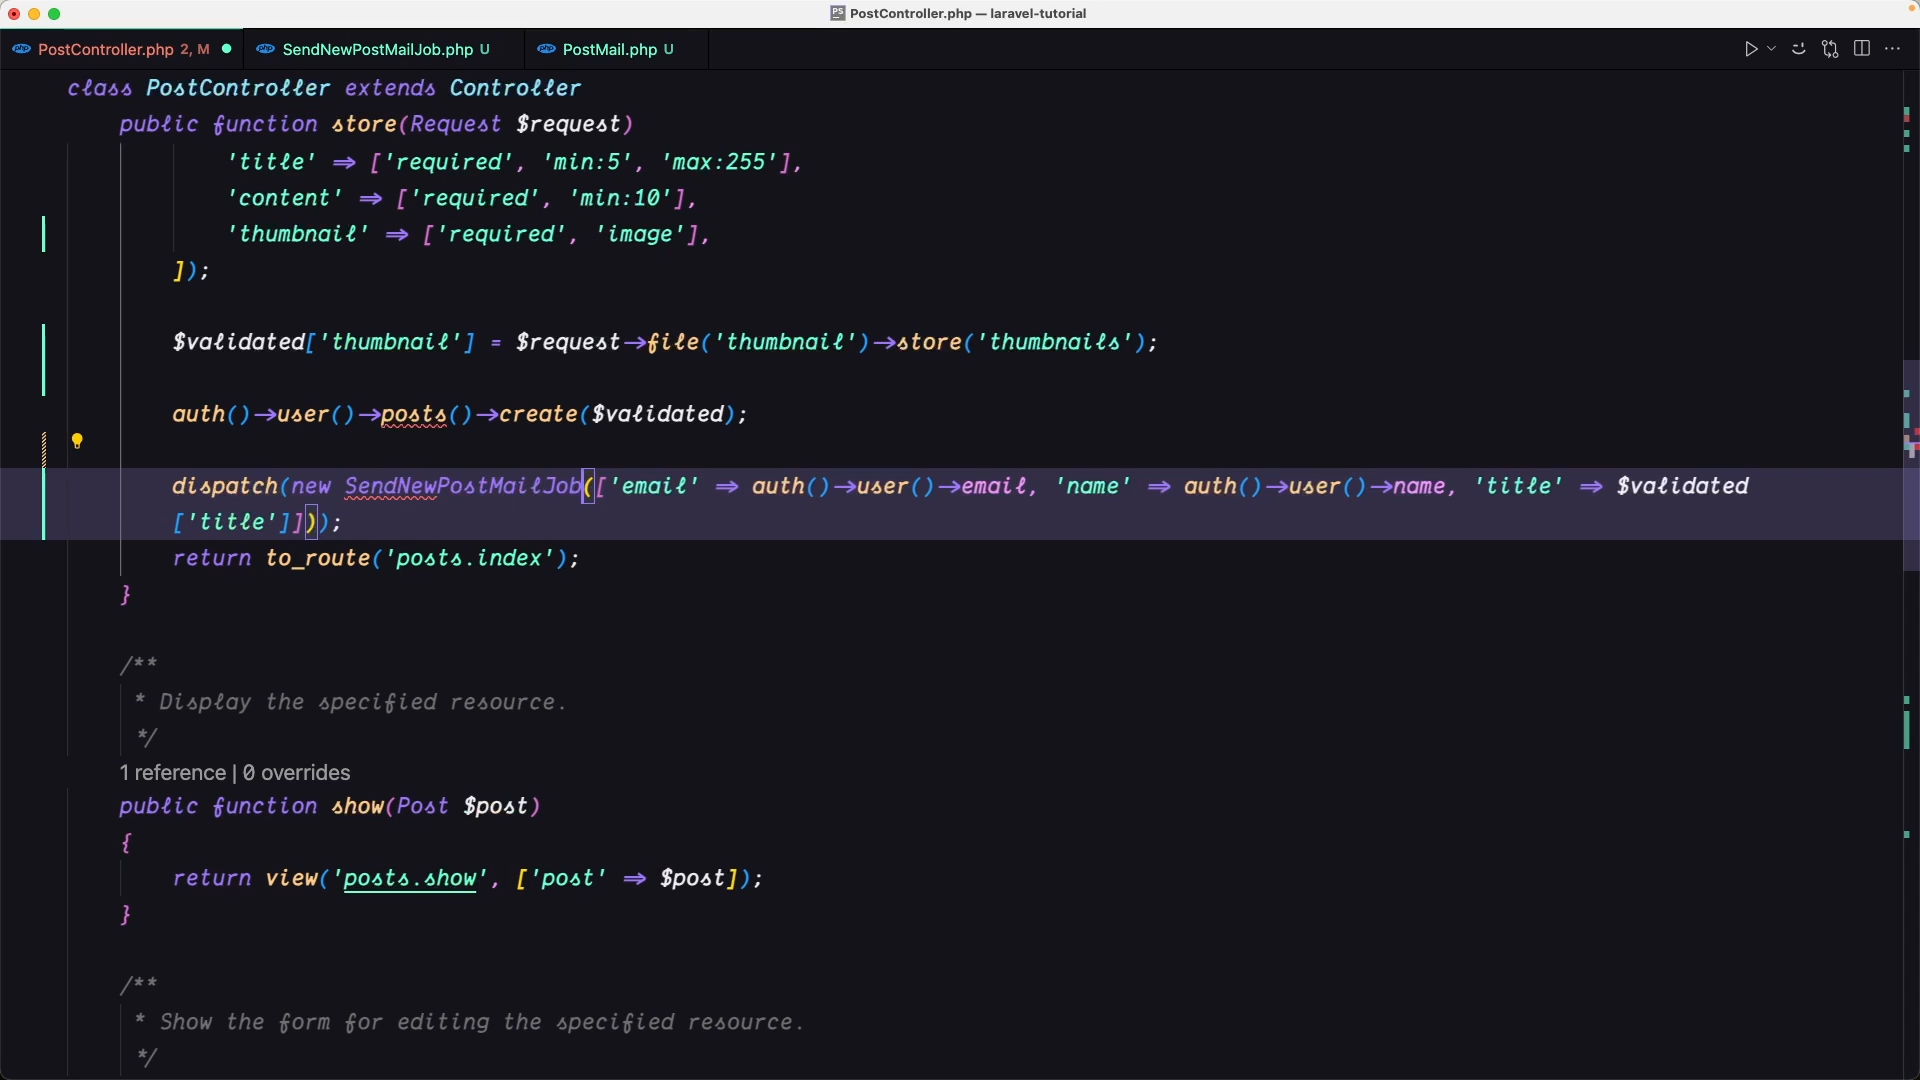 PostController.php — laravel-tutorial
PostController.php 2, M SendNewPostMailJob.php U PostMail.php U
class PostController extends Controller
public function store(Request $request)
'title' => ['required', 'min:5', 'max:255'],
'content' => ['required', 'min:10'],
'thumbnail' => ['required', 'image'],
]);
$validated['thumbnail'] = $request->file('thumbnail')->store('thumbnails');
auth()->user()->posts()->create($validated);
dispatch(new SendNewPostMailJob(['email' => auth()->user()->email, 'name' => auth()->user()->name, 'title' => $validated
['title']]));
return to_route('posts.index');
}
/**
* Display the specified resource.
*/
1 reference | 0 overrides
public function show(Post $post)
{
return view('posts.show', ['post' => $post]);
}
/**
* Show the form for editing the specified resource.
*/